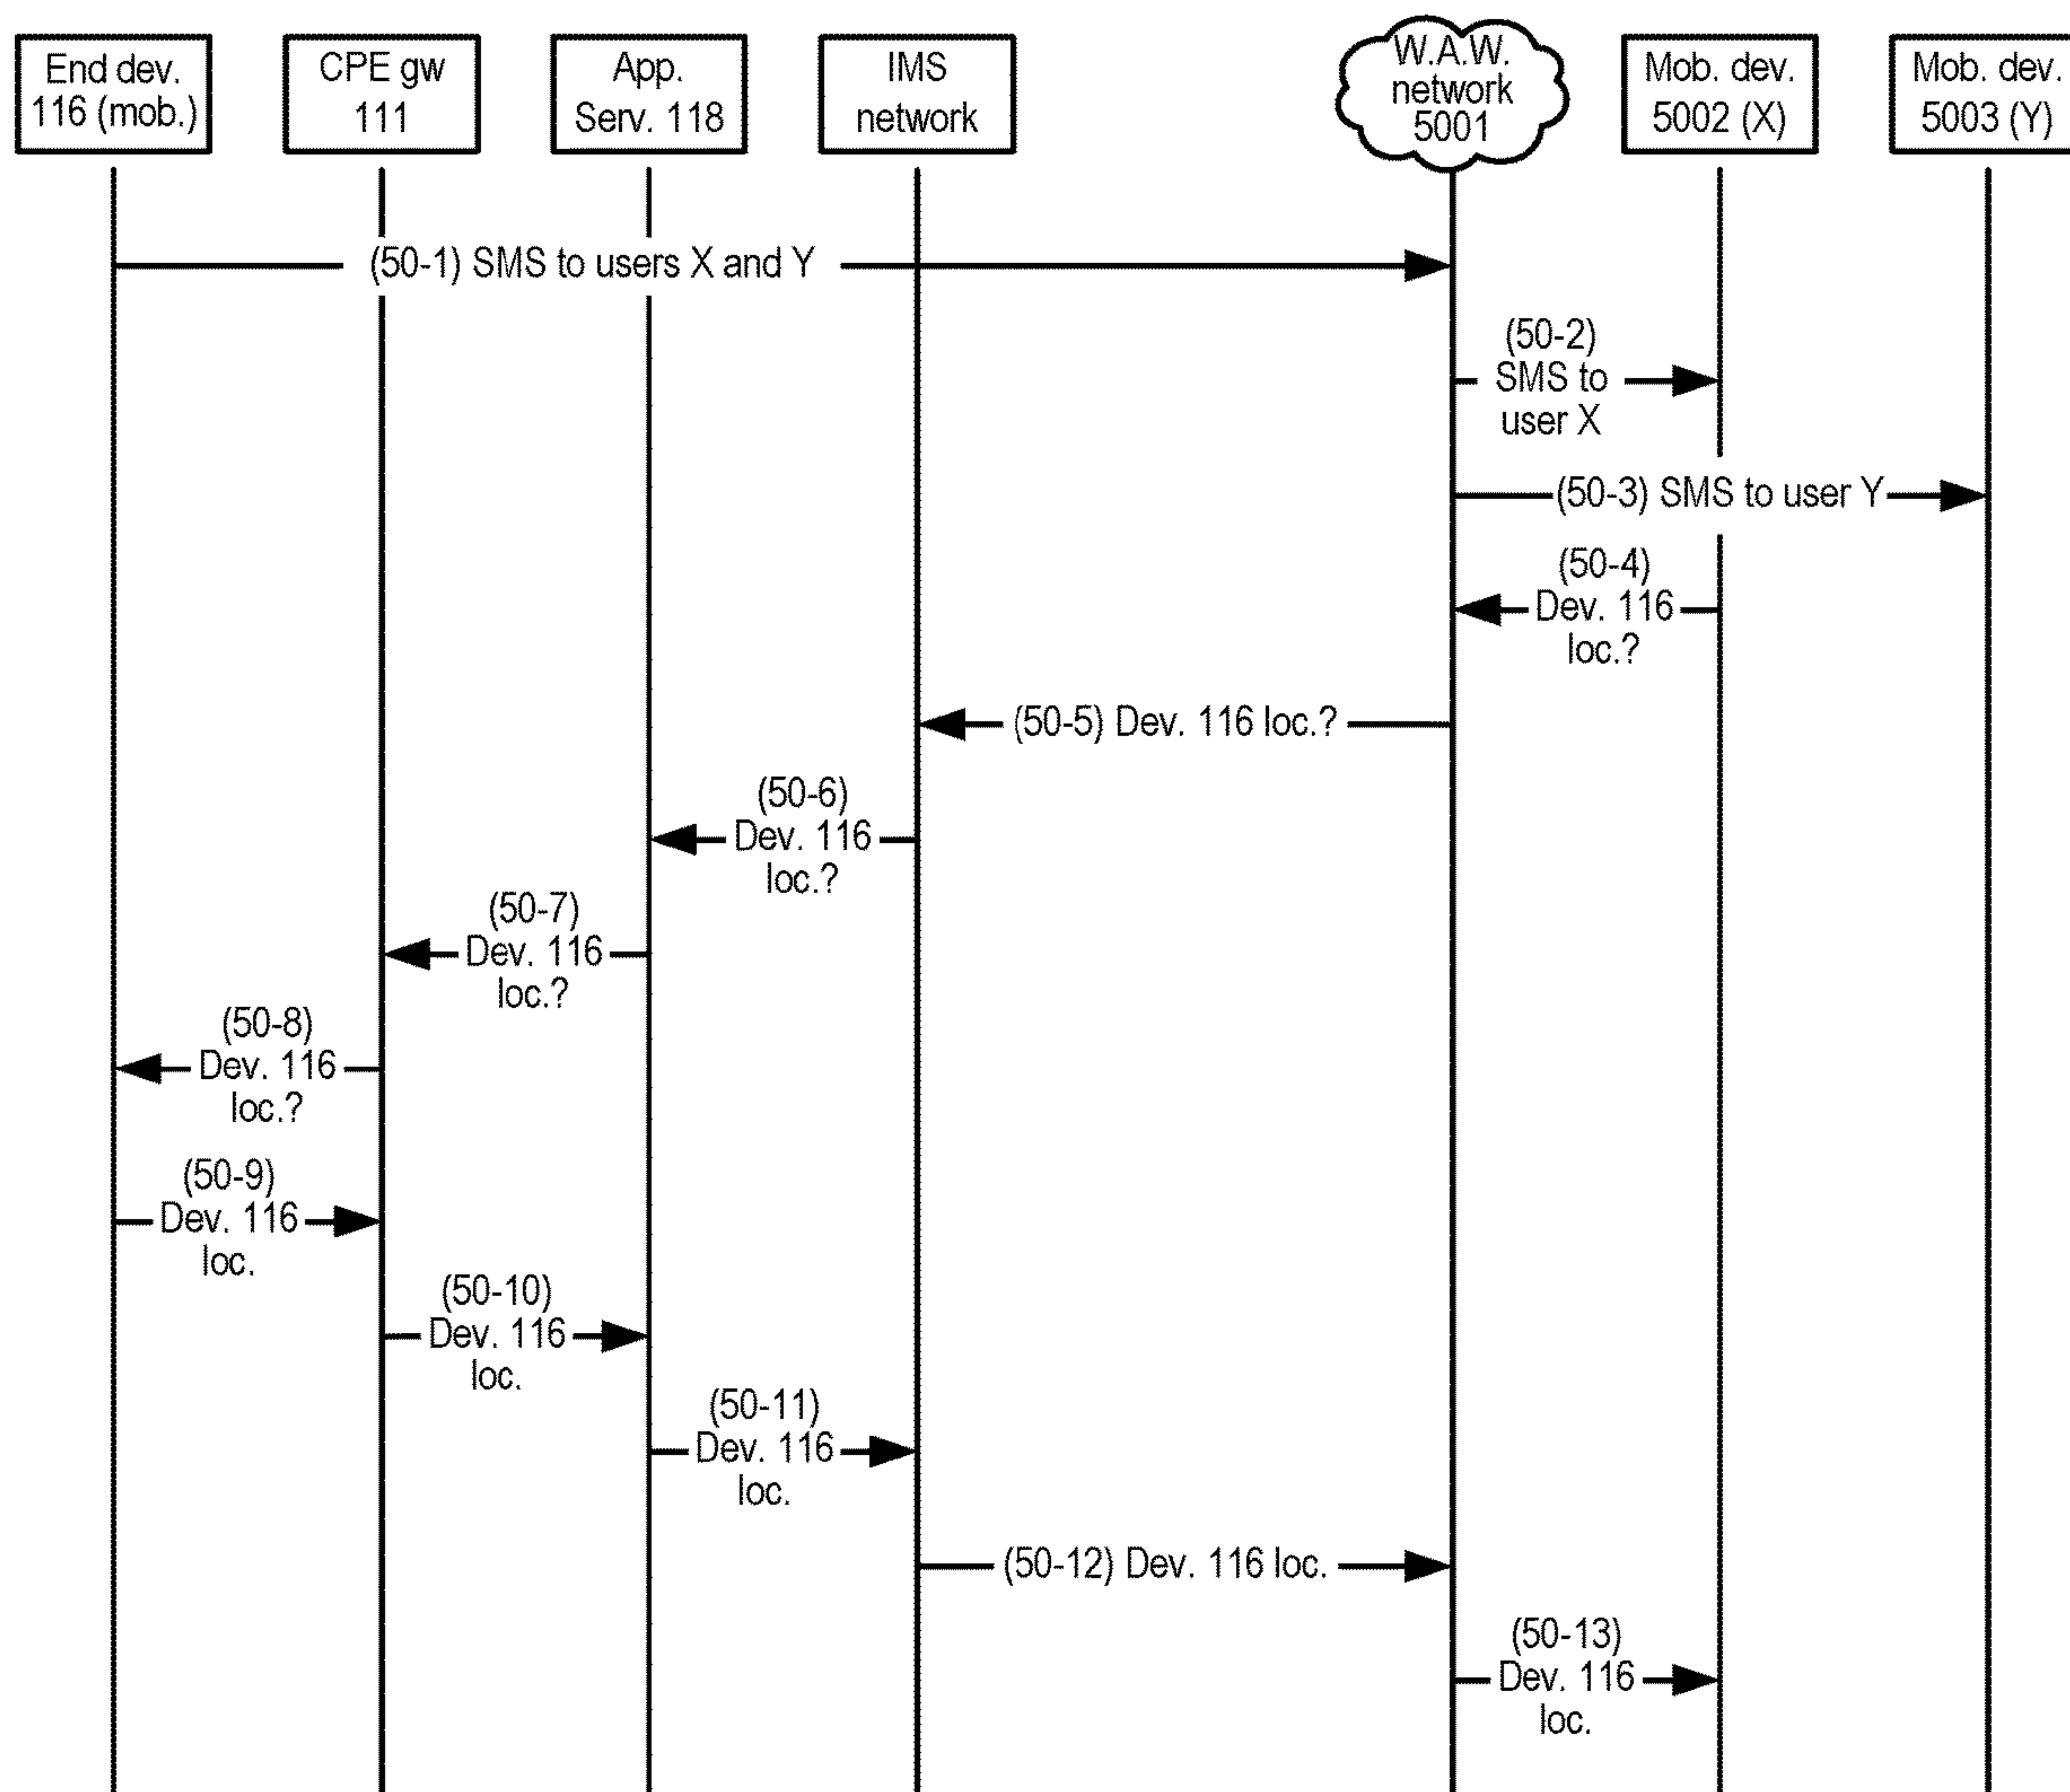 End dev.
116 (mob.)
CPE gw
111
App.
Serv. 118
IMS
network
W.A.W.
network
5001
Mob. dev.
5002 (X)
Mob. dev.
5003 (Y)
(50-1) SMS to users X and Y
(50-2)
SMS to
user X
(50-3) SMS to user Y
(50-4)
Dev. 116
loc.?
(50-5) Dev. 116 loc.?
(50-6)
Dev. 116
loc.?
(50-7)
Dev. 116
loc.?
(50-8)
Dev. 116
loc.?
(50-9)
Dev. 116
loc.
(50-10)
Dev. 116
loc.
(50-11)
Dev. 116
loc.
(50-12) Dev. 116 loc.
(50-13)
Dev. 116
loc.